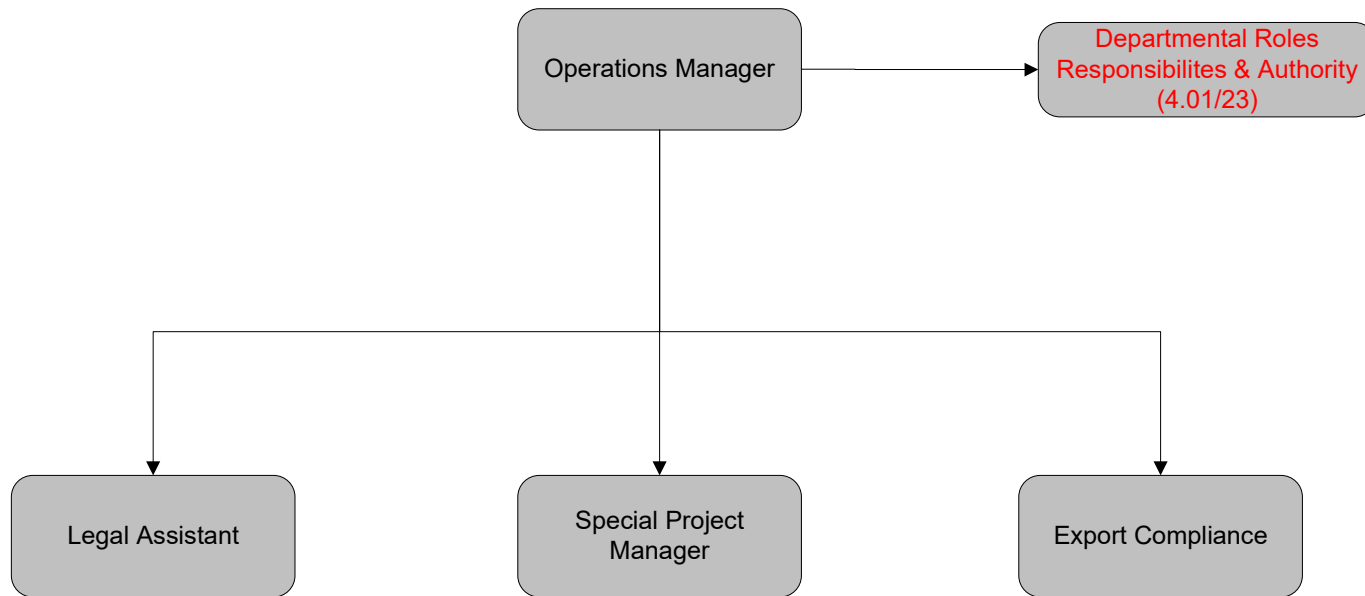 Operations Manager
Departmental Roles
Responsibilites & Authority
(4.01/23)
Legal Assistant
Special Project
Manager
Export Compliance